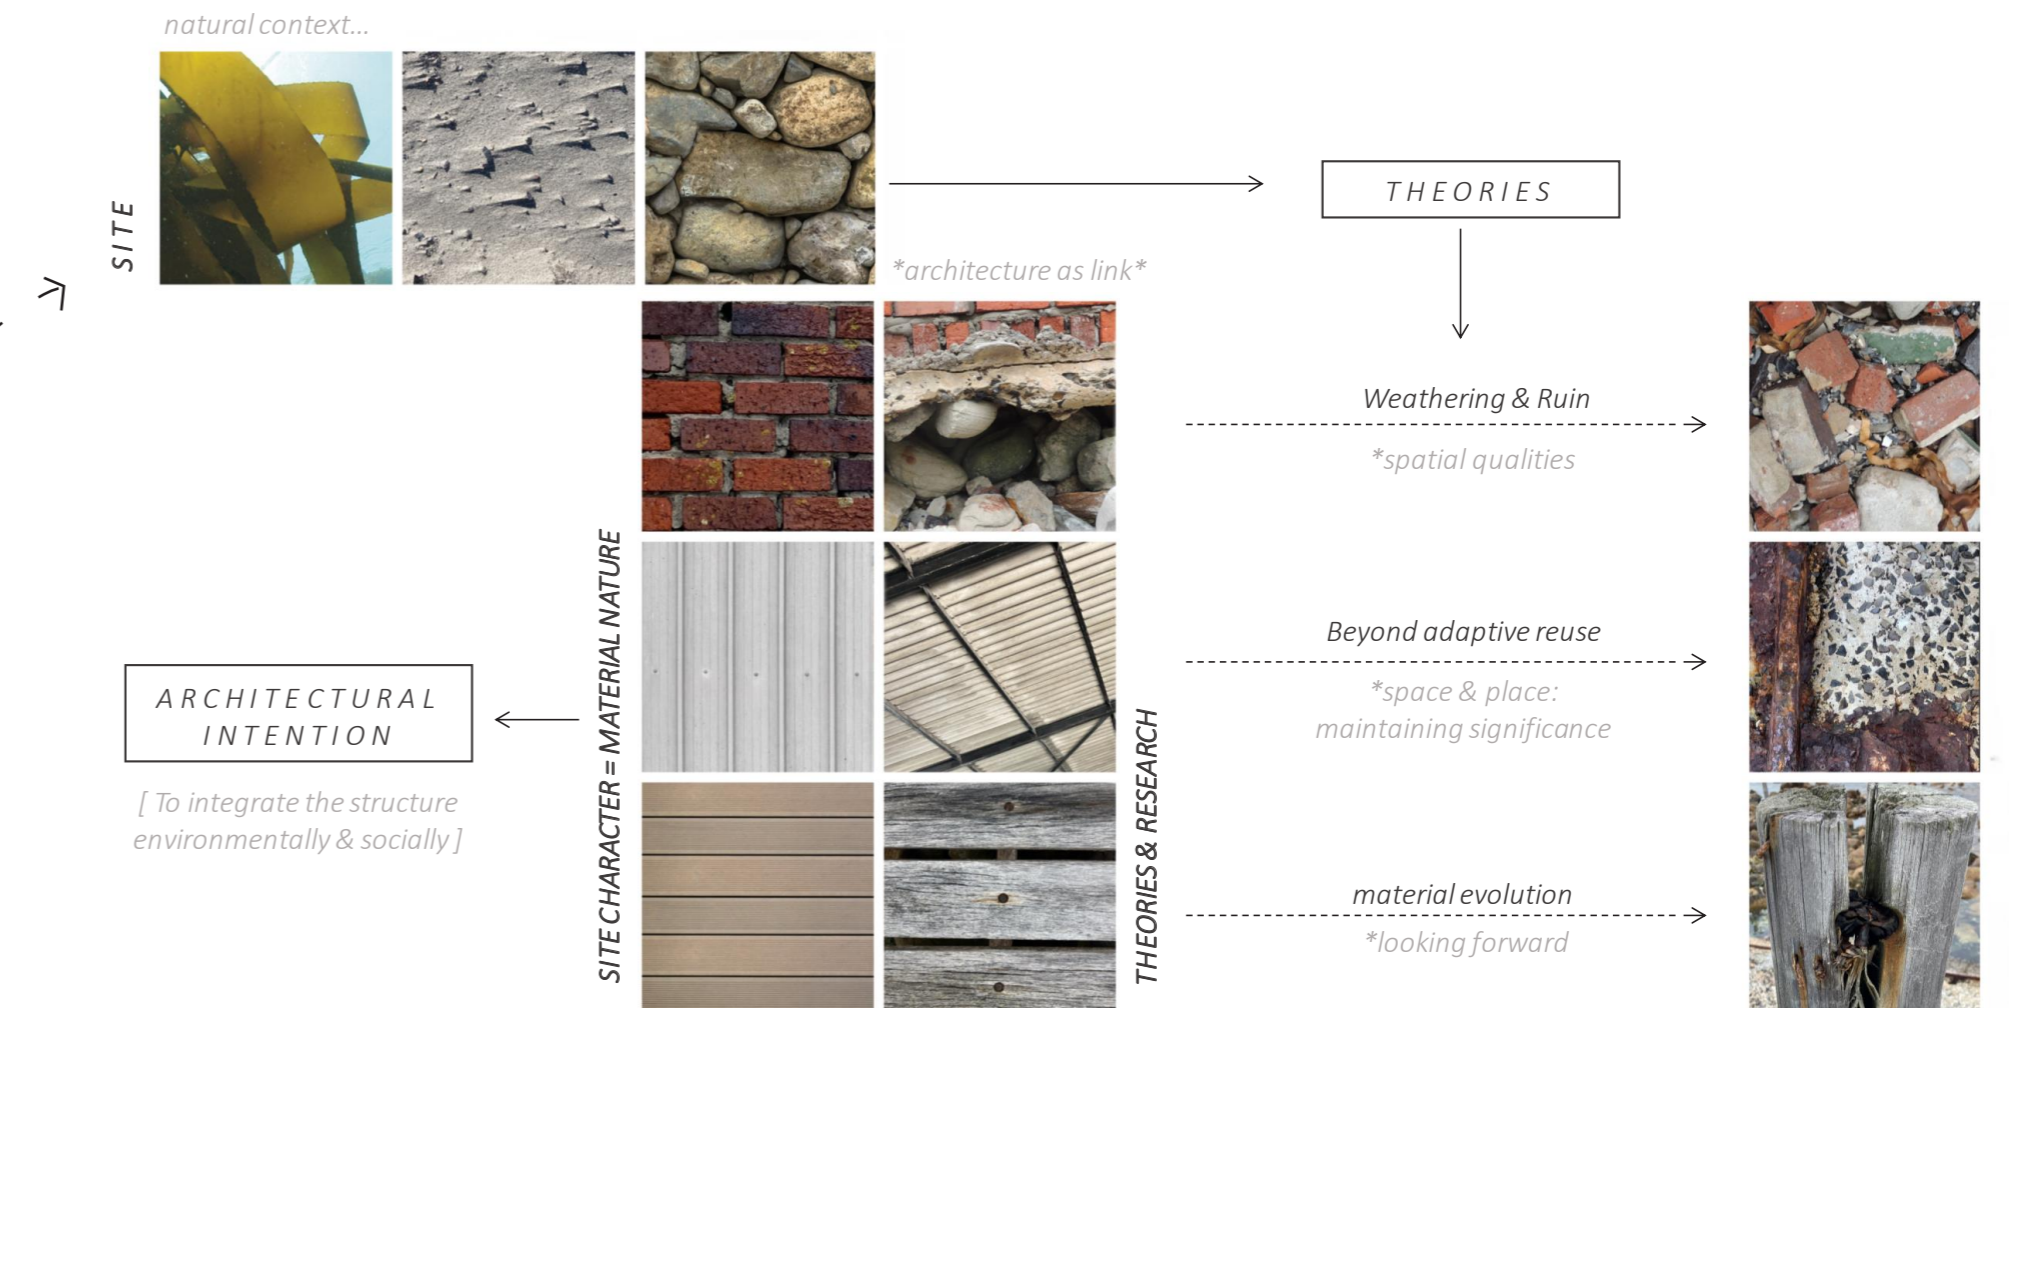 natural context...
SITE
THEORIES
*architecture as link*
Weathering & Ruin
*spatial qualities
SITE CHARACTER = MATERIAL NATURE
Beyond adaptive reuse
*space & place:
maintaining significance
ARCHITECTURAL
INTENTION
[ To integrate the structure
environmentally & socially ]
THEORIES & RESEARCH
material evolution
*looking forward